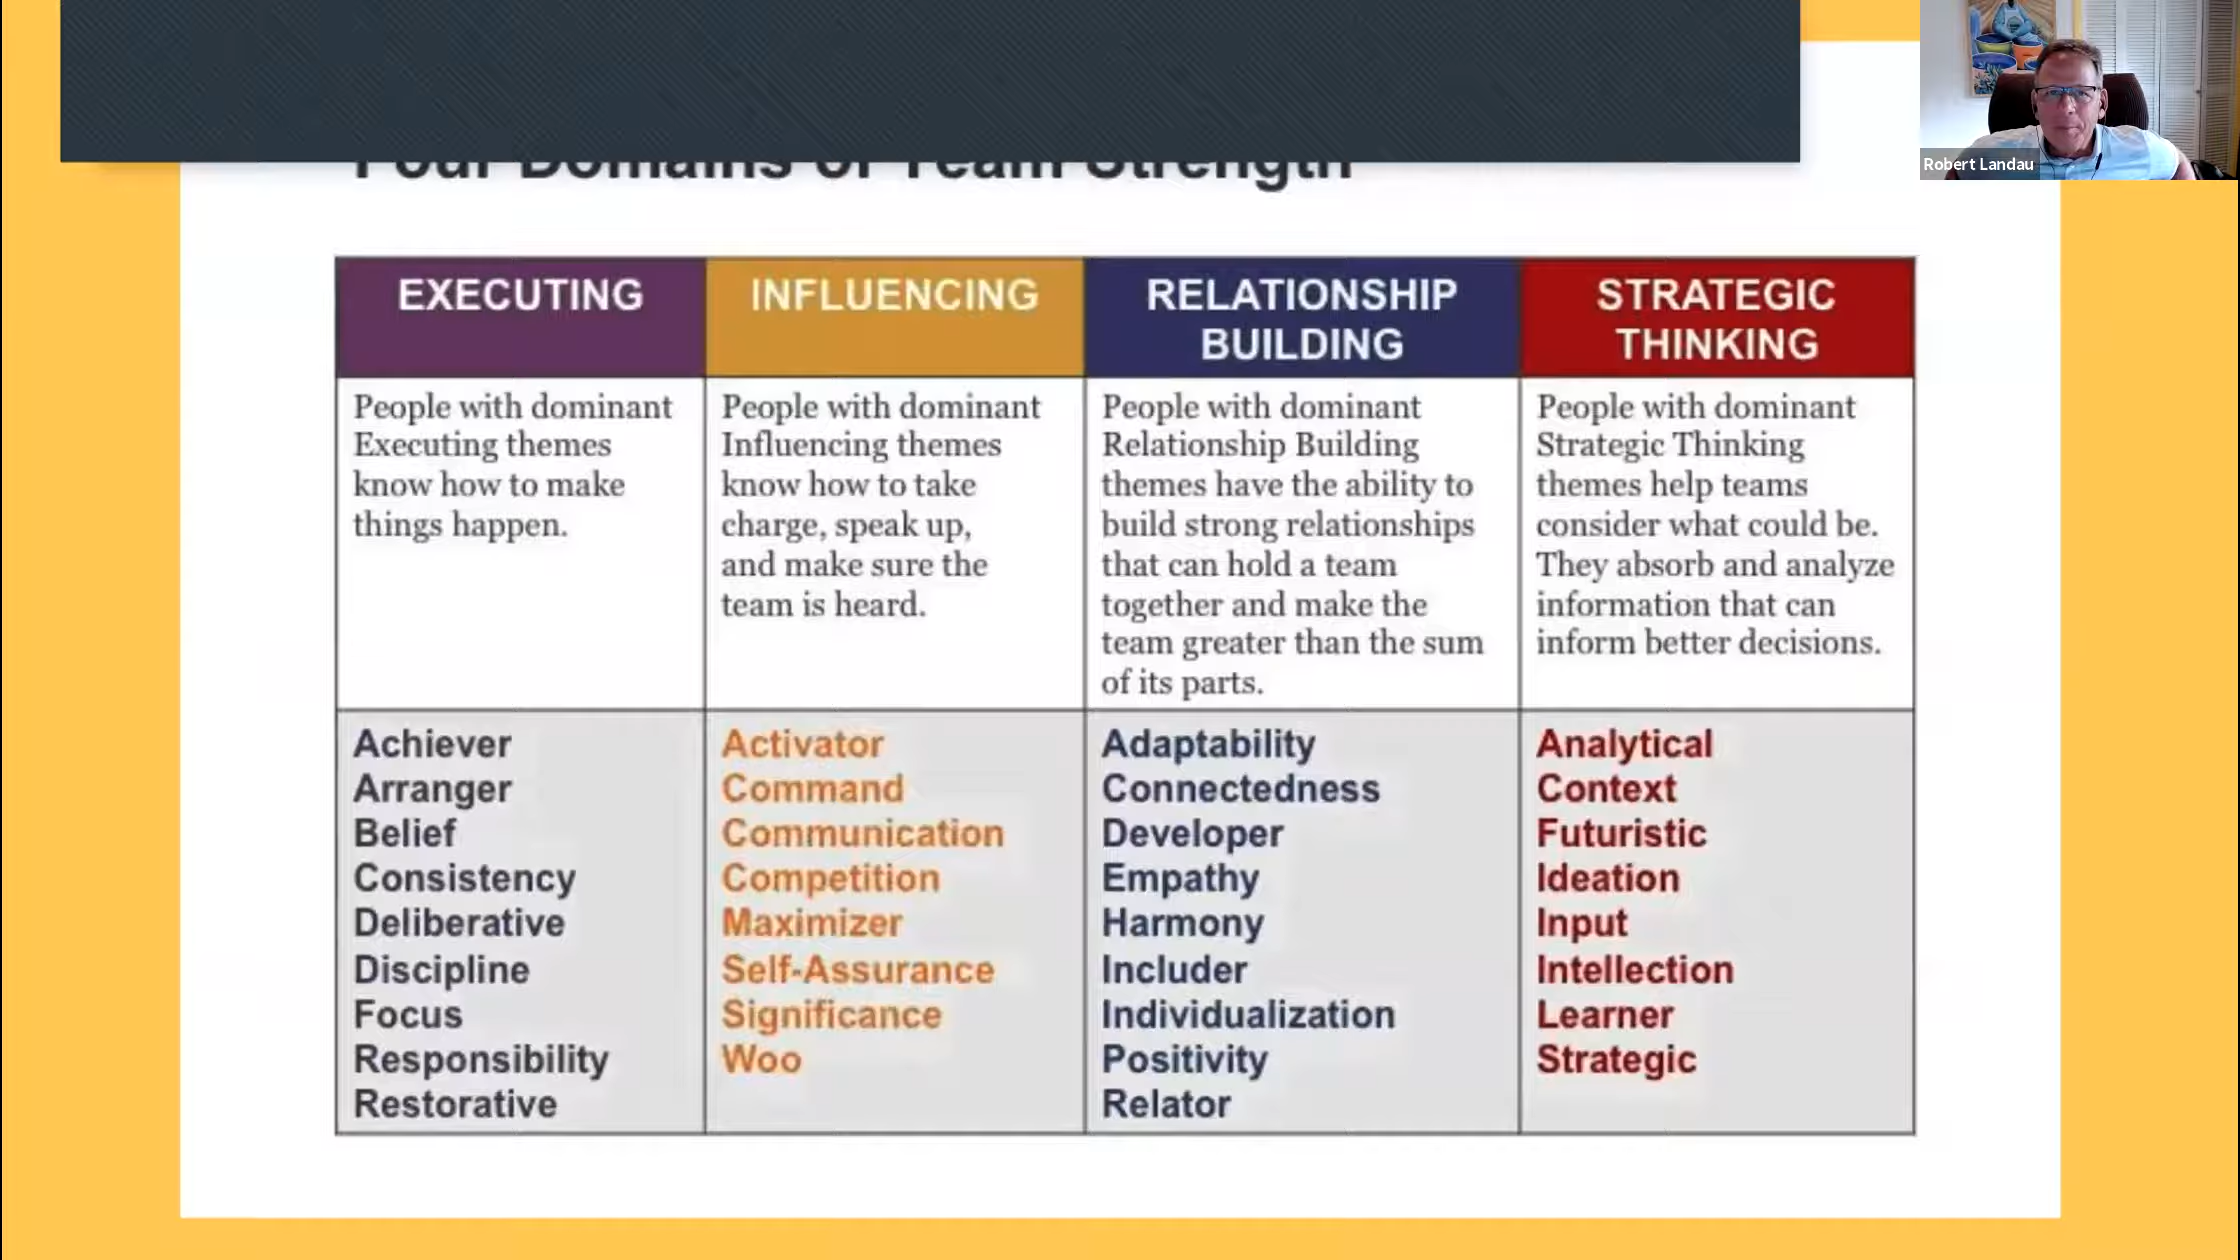 Four Domains of Team Strength
Robert Landau
EXECUTING
People with dominant
Executing themes
know how to make
things happen.
Achiever
Arranger
Belief
Consistency
Deliberative
Discipline
Focus
Responsibility
Restorative
INFLUENCING
People with dominant
Influencing themes
know how to take
charge, speak up,
and make sure the
team is heard.
Activator
Command
Communication
Competition
Maximizer
Self-Assurance
Significance
Woo
RELATIONSHIP
BUILDING
People with dominant
Relationship Building
themes have the ability to
build strong relationships
that can hold a team
together and make the
team greater than the sum
of its parts.
Adaptability
Connectedness
Developer
Empathy
Harmony
Includer
Individualization
Positivity
Relator
STRATEGIC
THINKING
People with dominant
Strategic Thinking
themes help teams
consider what could be.
They absorb and analyze
information that can
inform better decisions.
Analytical
Context
Futuristic
Ideation
Input
Intellection
Learner
Strategic